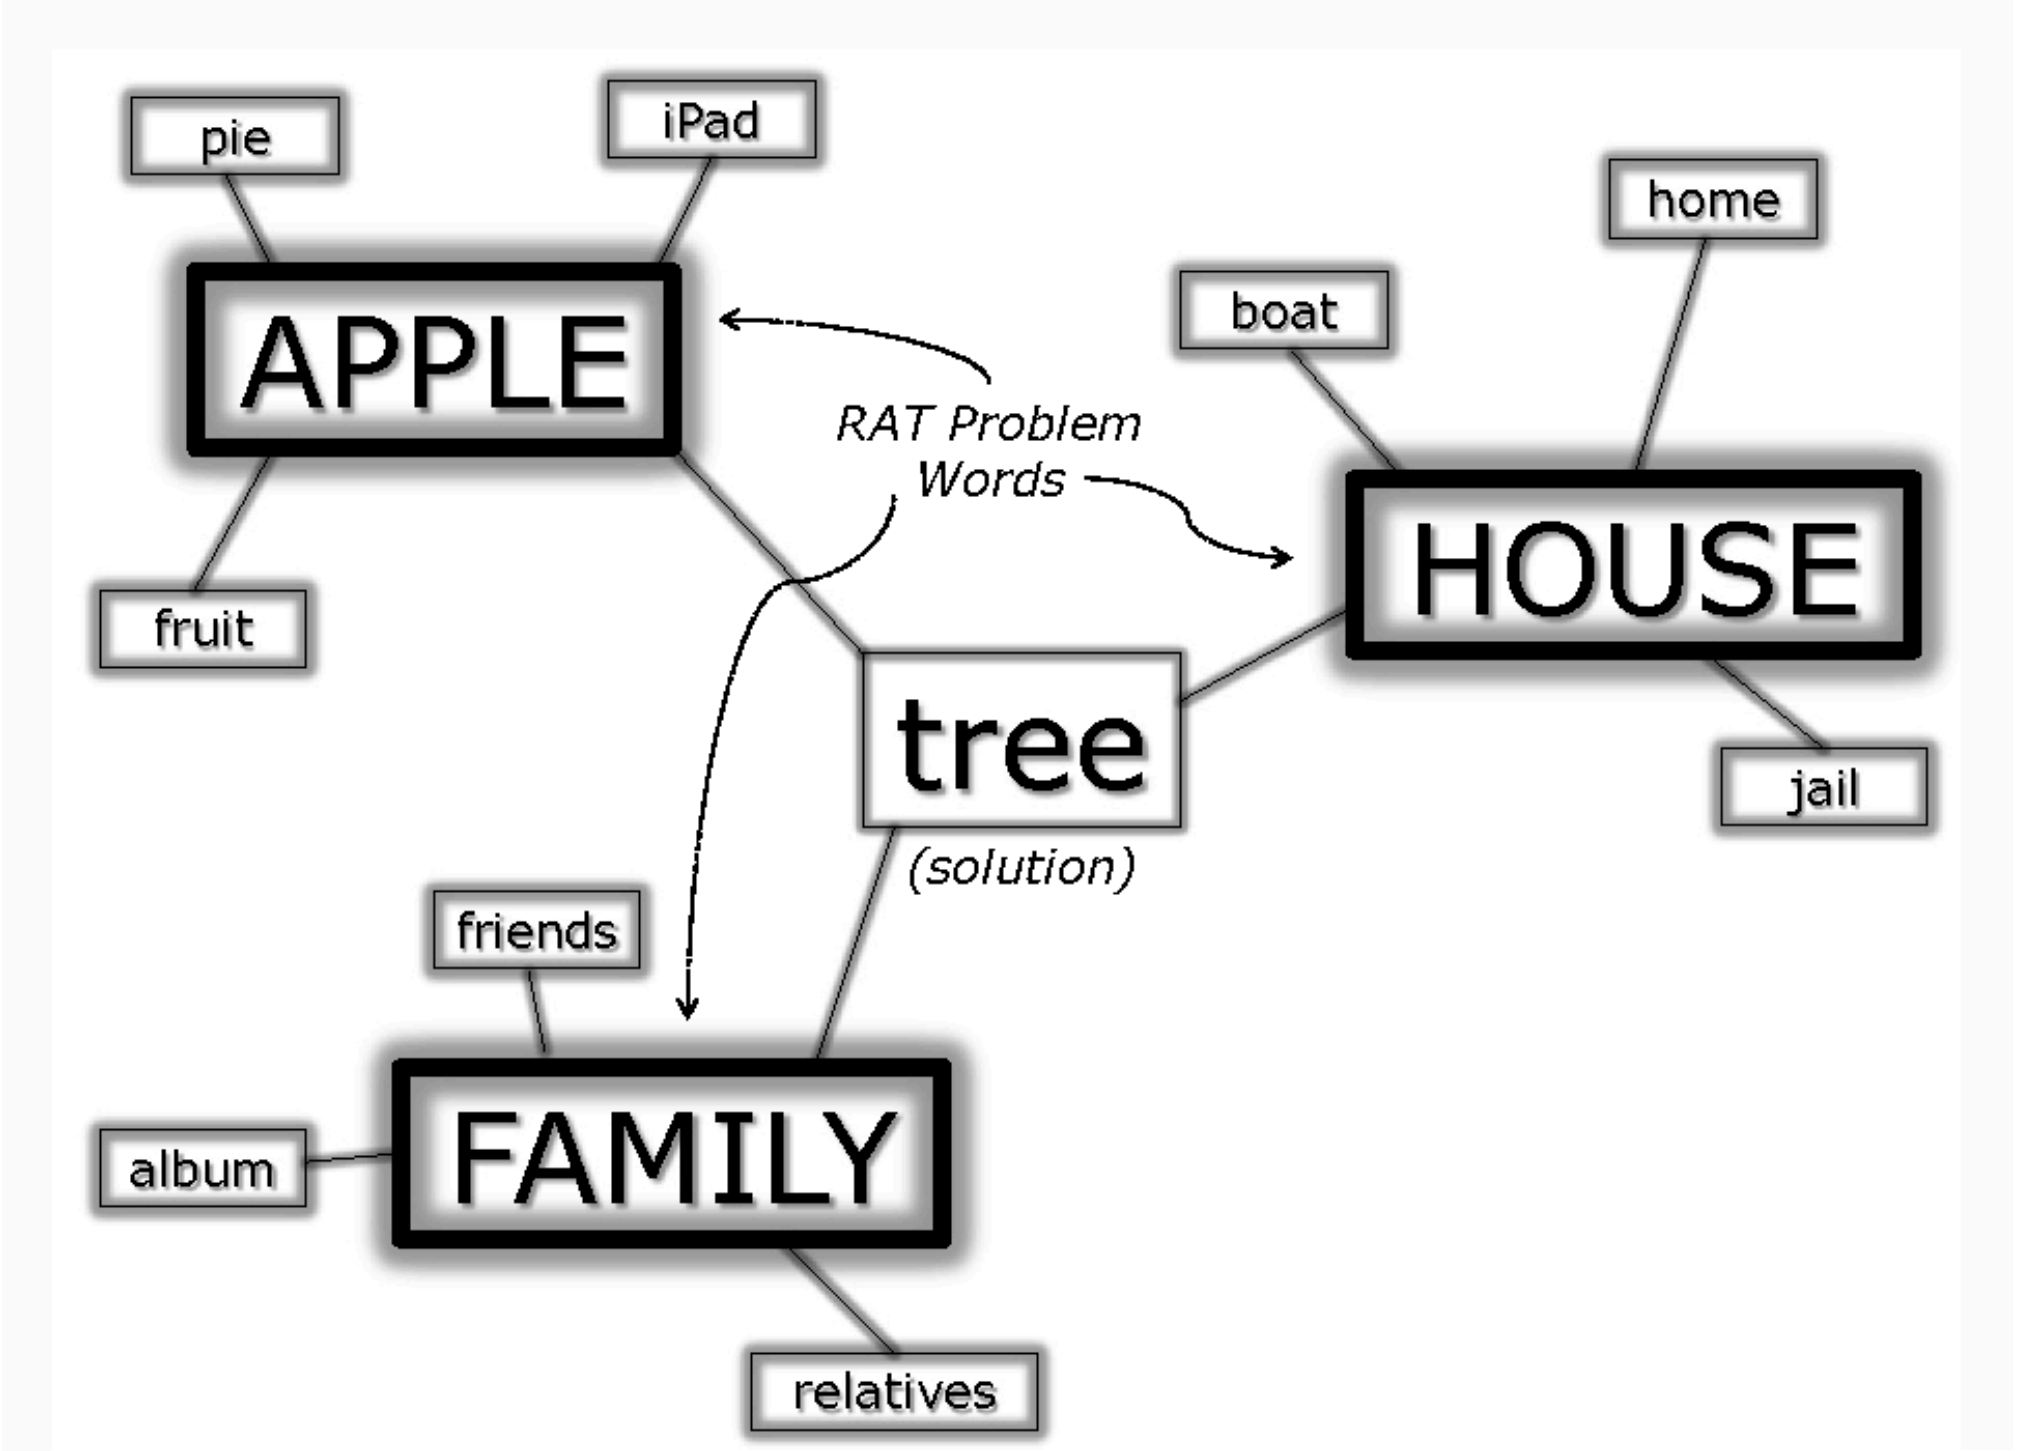 pie
iPad
home
boat
APPLE
RAT Problem
Words
HOUSE
fruit
tree
jail
(solution)
friends
album
FAMILY
relatives